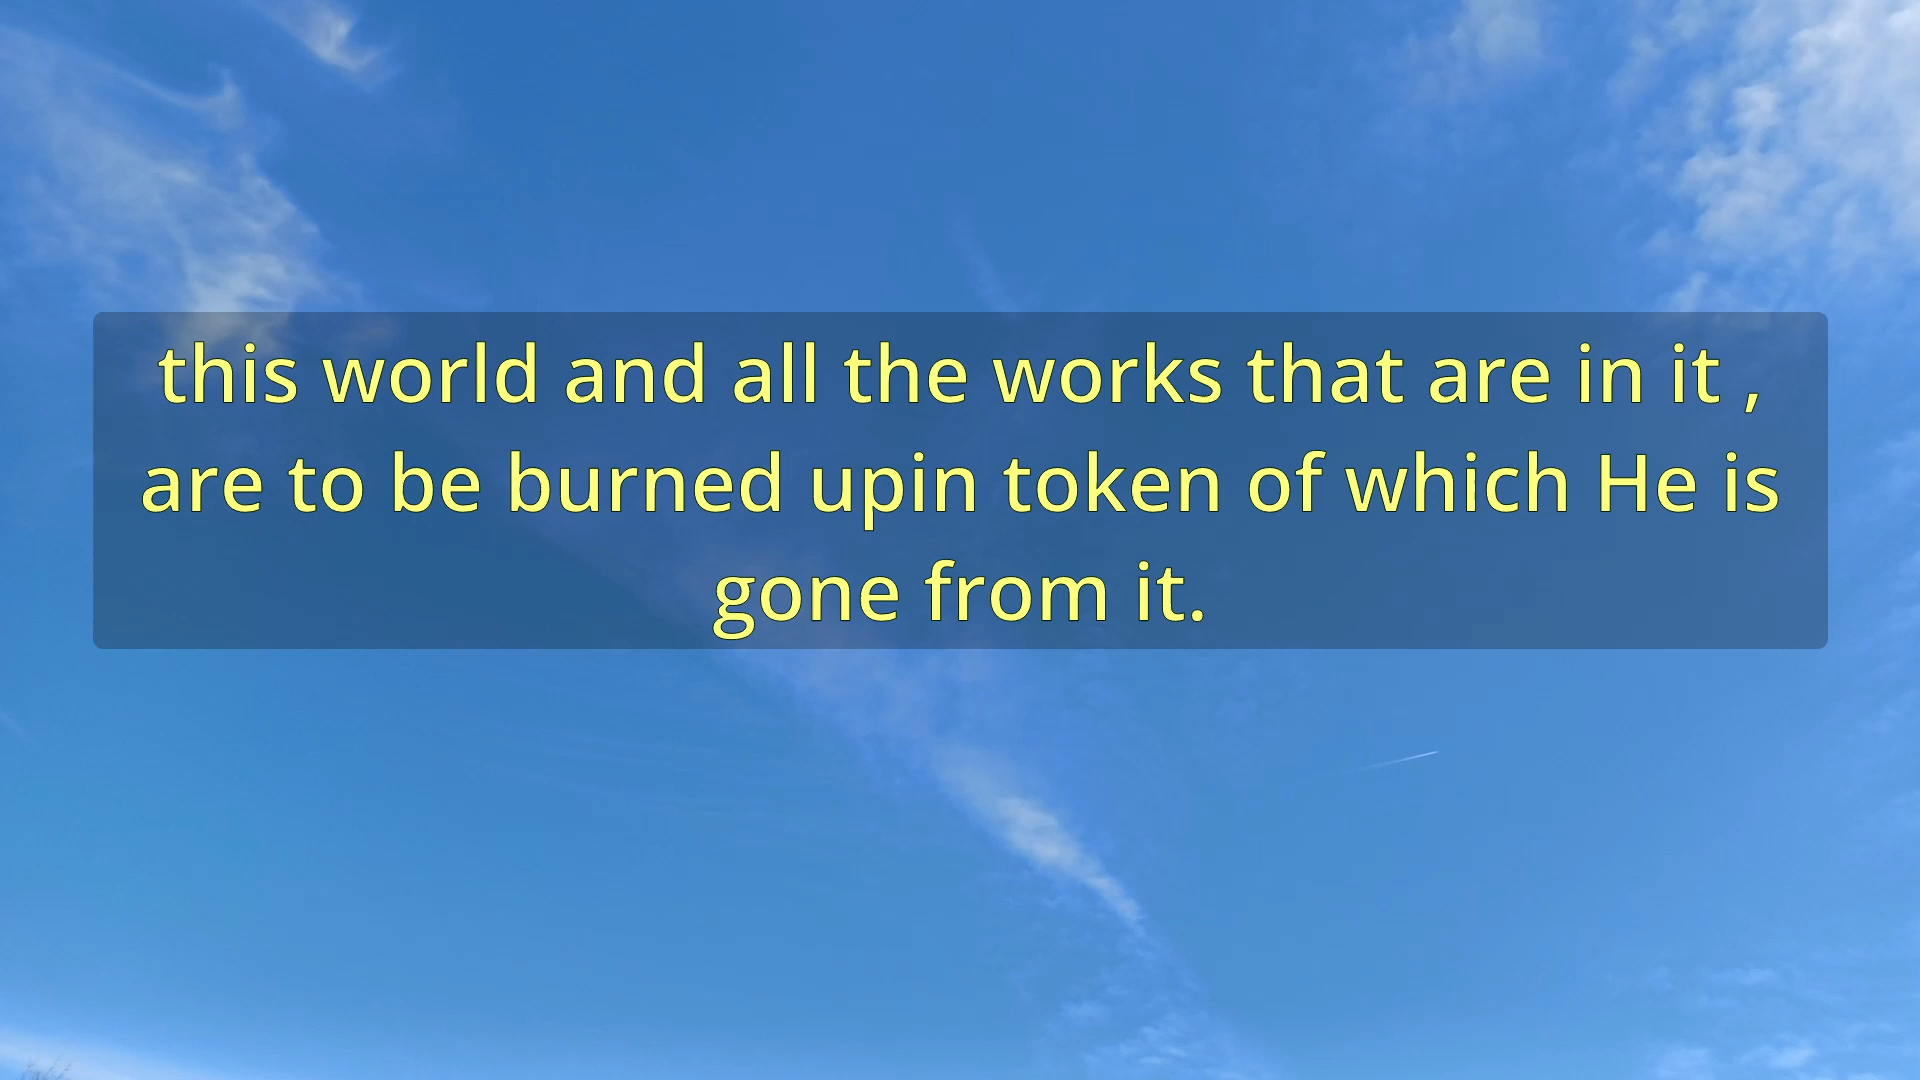 this world and all the works that are in it ,
are to be burned upin token of which He is
gone from it.